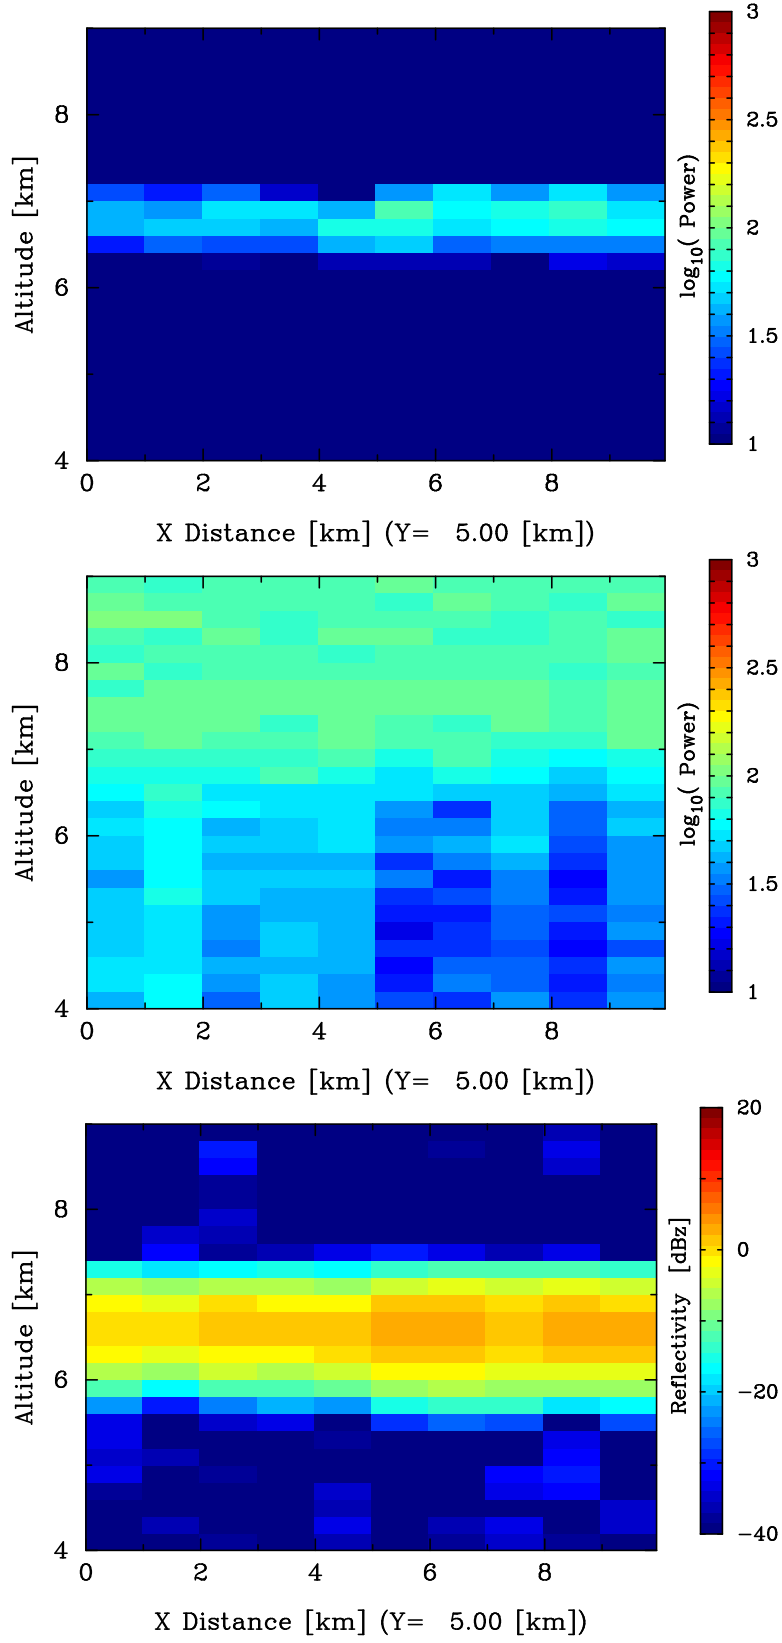 3
8
2.5
Altitude [km]
log10( Power)
2
6
1.5
4
1
0 2 4 6 8
X Distance [km] (Y= 5.00 [km])
3
8
2.5
Altitude [km]
log10( Power)
2
6
1.5
4
1
0 2 4 6 8
X Distance [km] (Y= 5.00 [km])
20
8
0
Altitude [km]
Reflectivity [dBz]
6
−20
4
−40
0 2 4 6 8
X Distance [km] (Y= 5.00 [km])